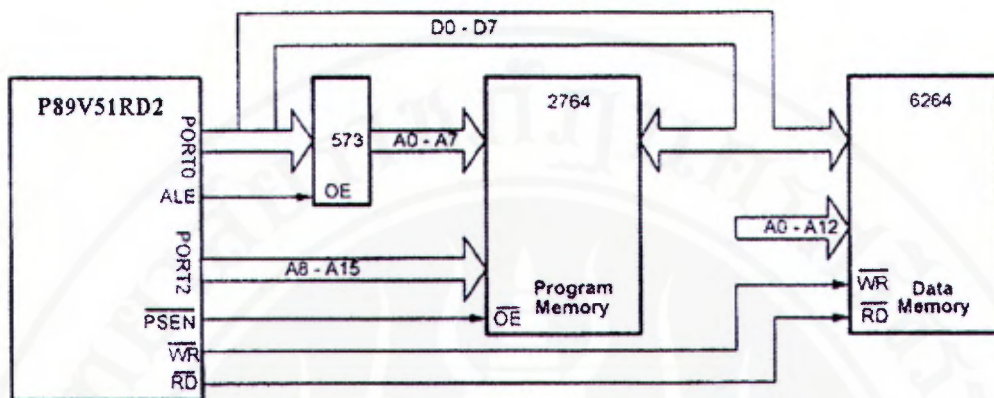 D0 - D7
P89V51RD2
PORT0
ALE
PORT2
PSEN
WR
RD
573
OE
A0 - A7
A8 - A15
2764
Program
Memory
OE
6264
A0 - A12
WR
RD
Data
Memory